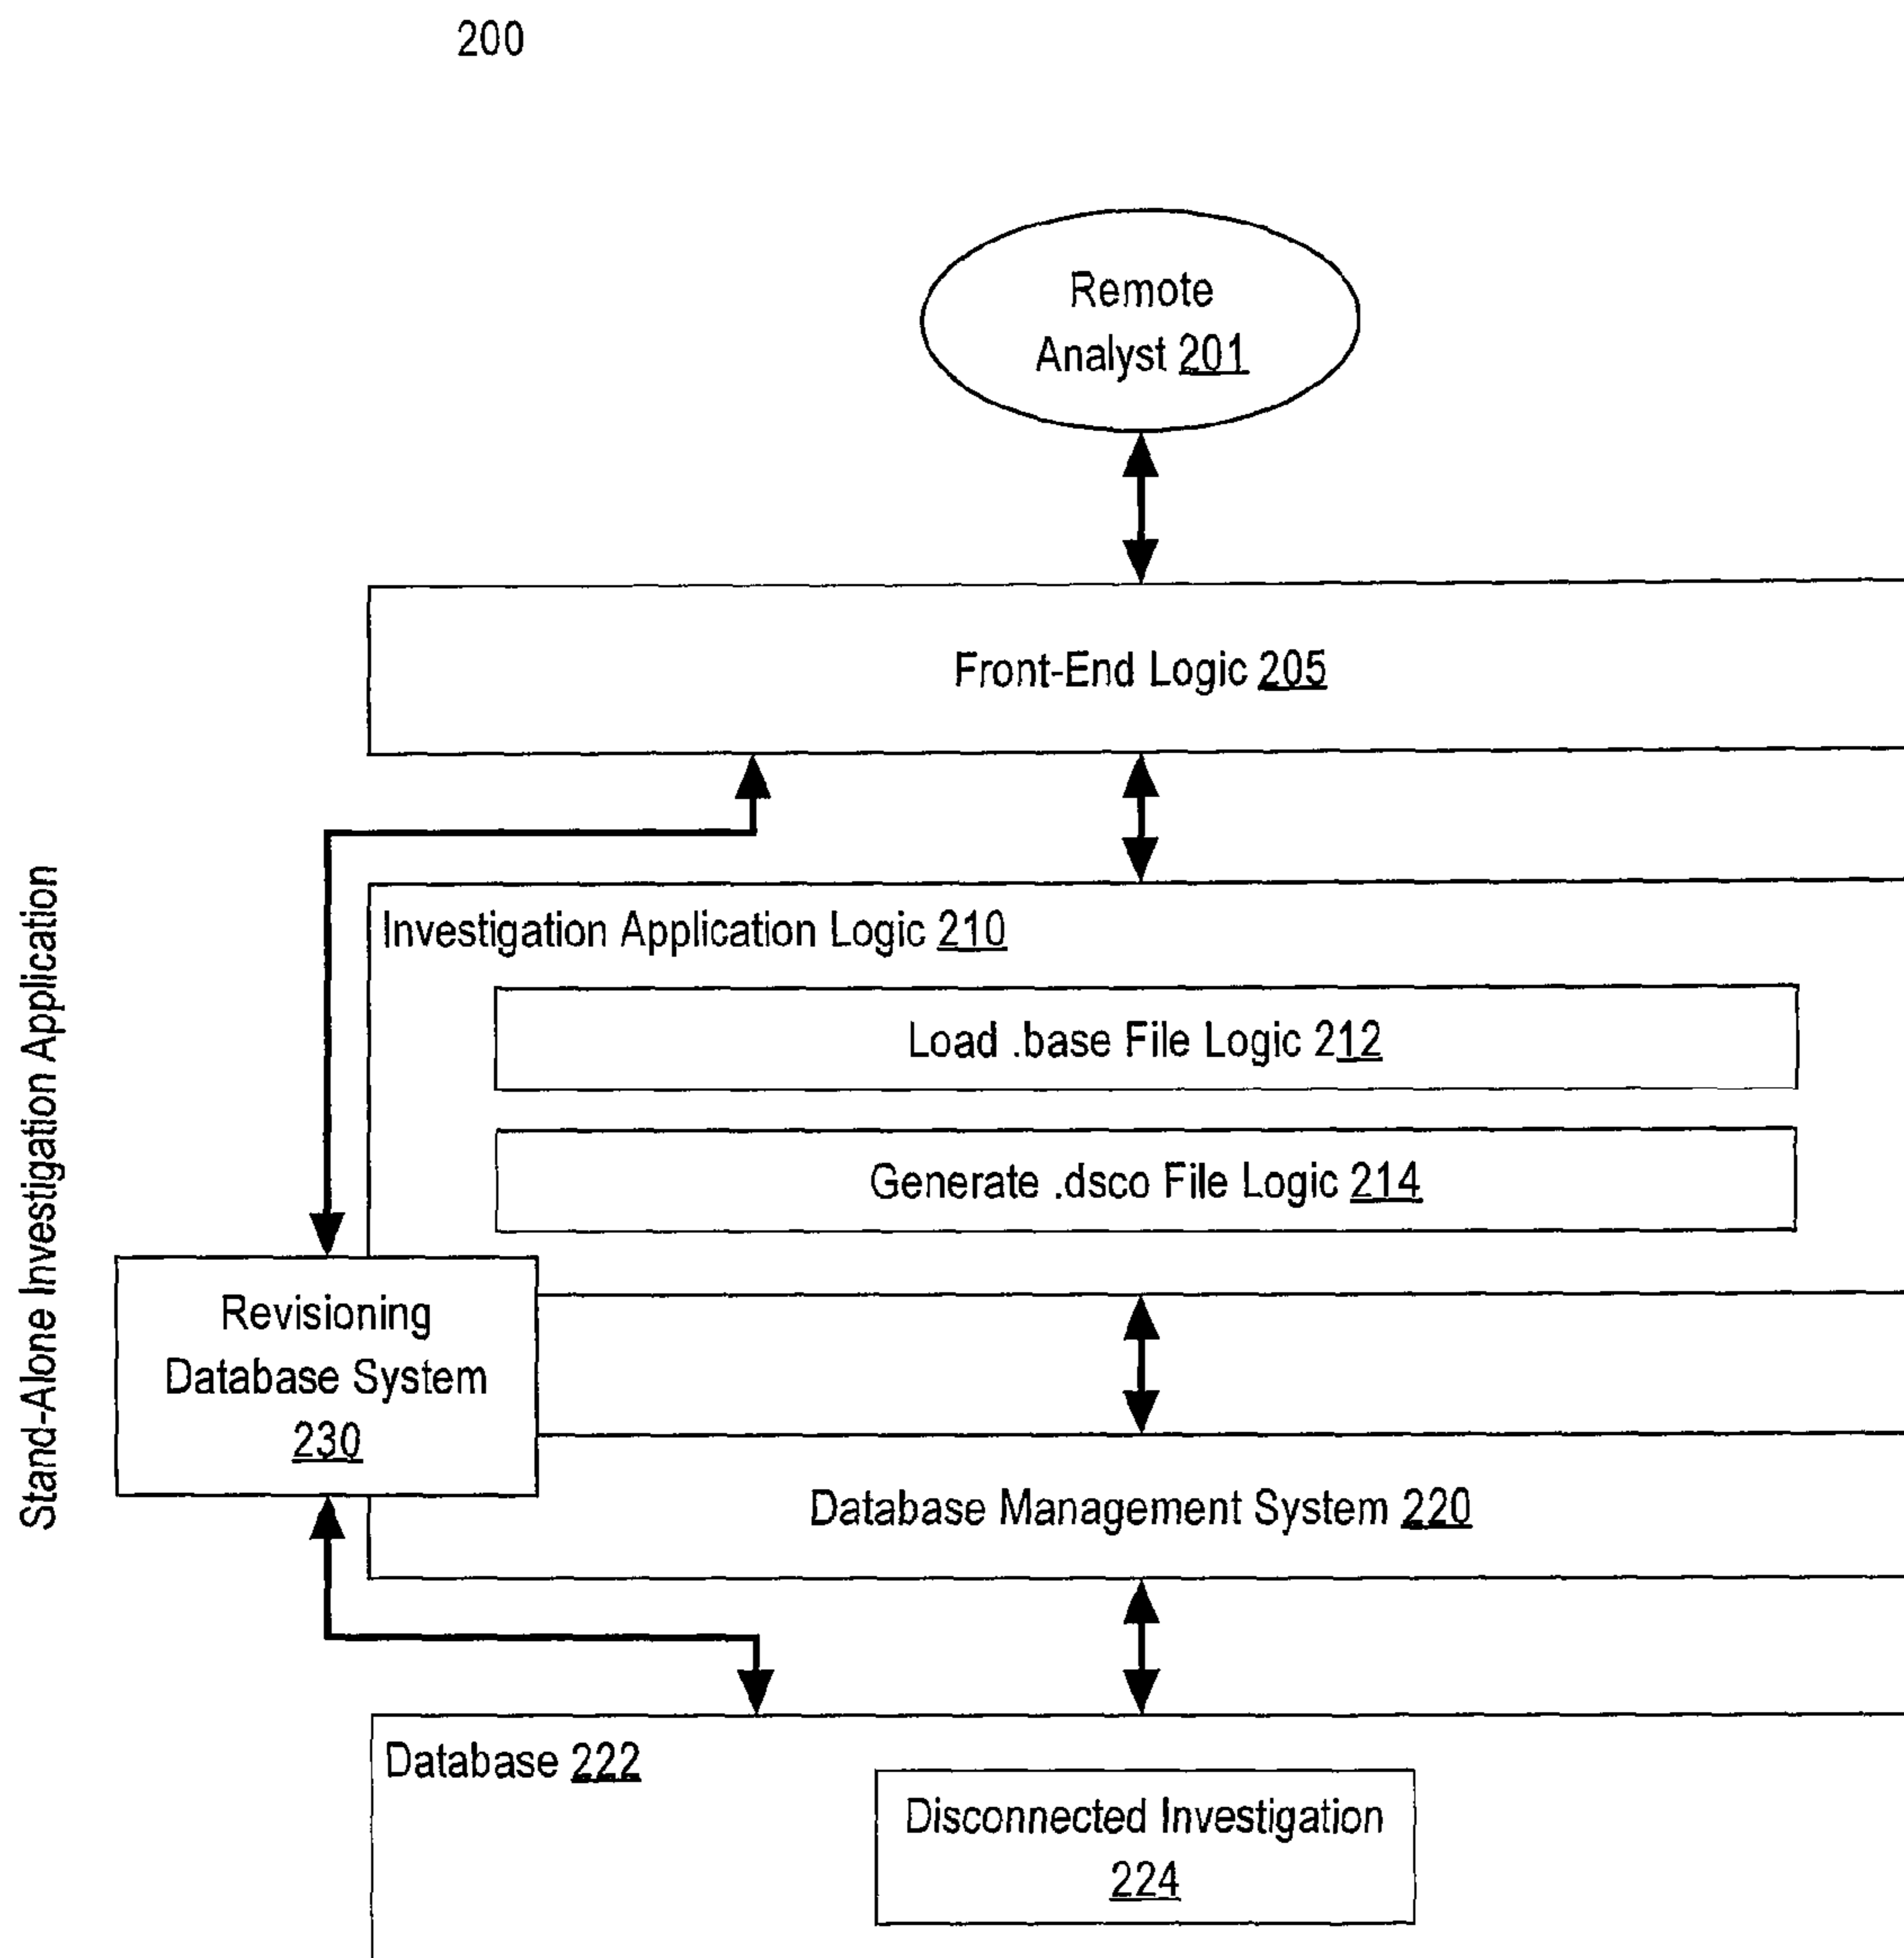 200
Remote
Analyst 201
Front-End Logic 205
Stand-Alone Investigation Application
Investigation Application Logic 210
Load .base File Logic 212
Generate .dsco File Logic 214
Revisioning
Database System
230
Database Management System 220
Database 222
Disconnected Investigation
224